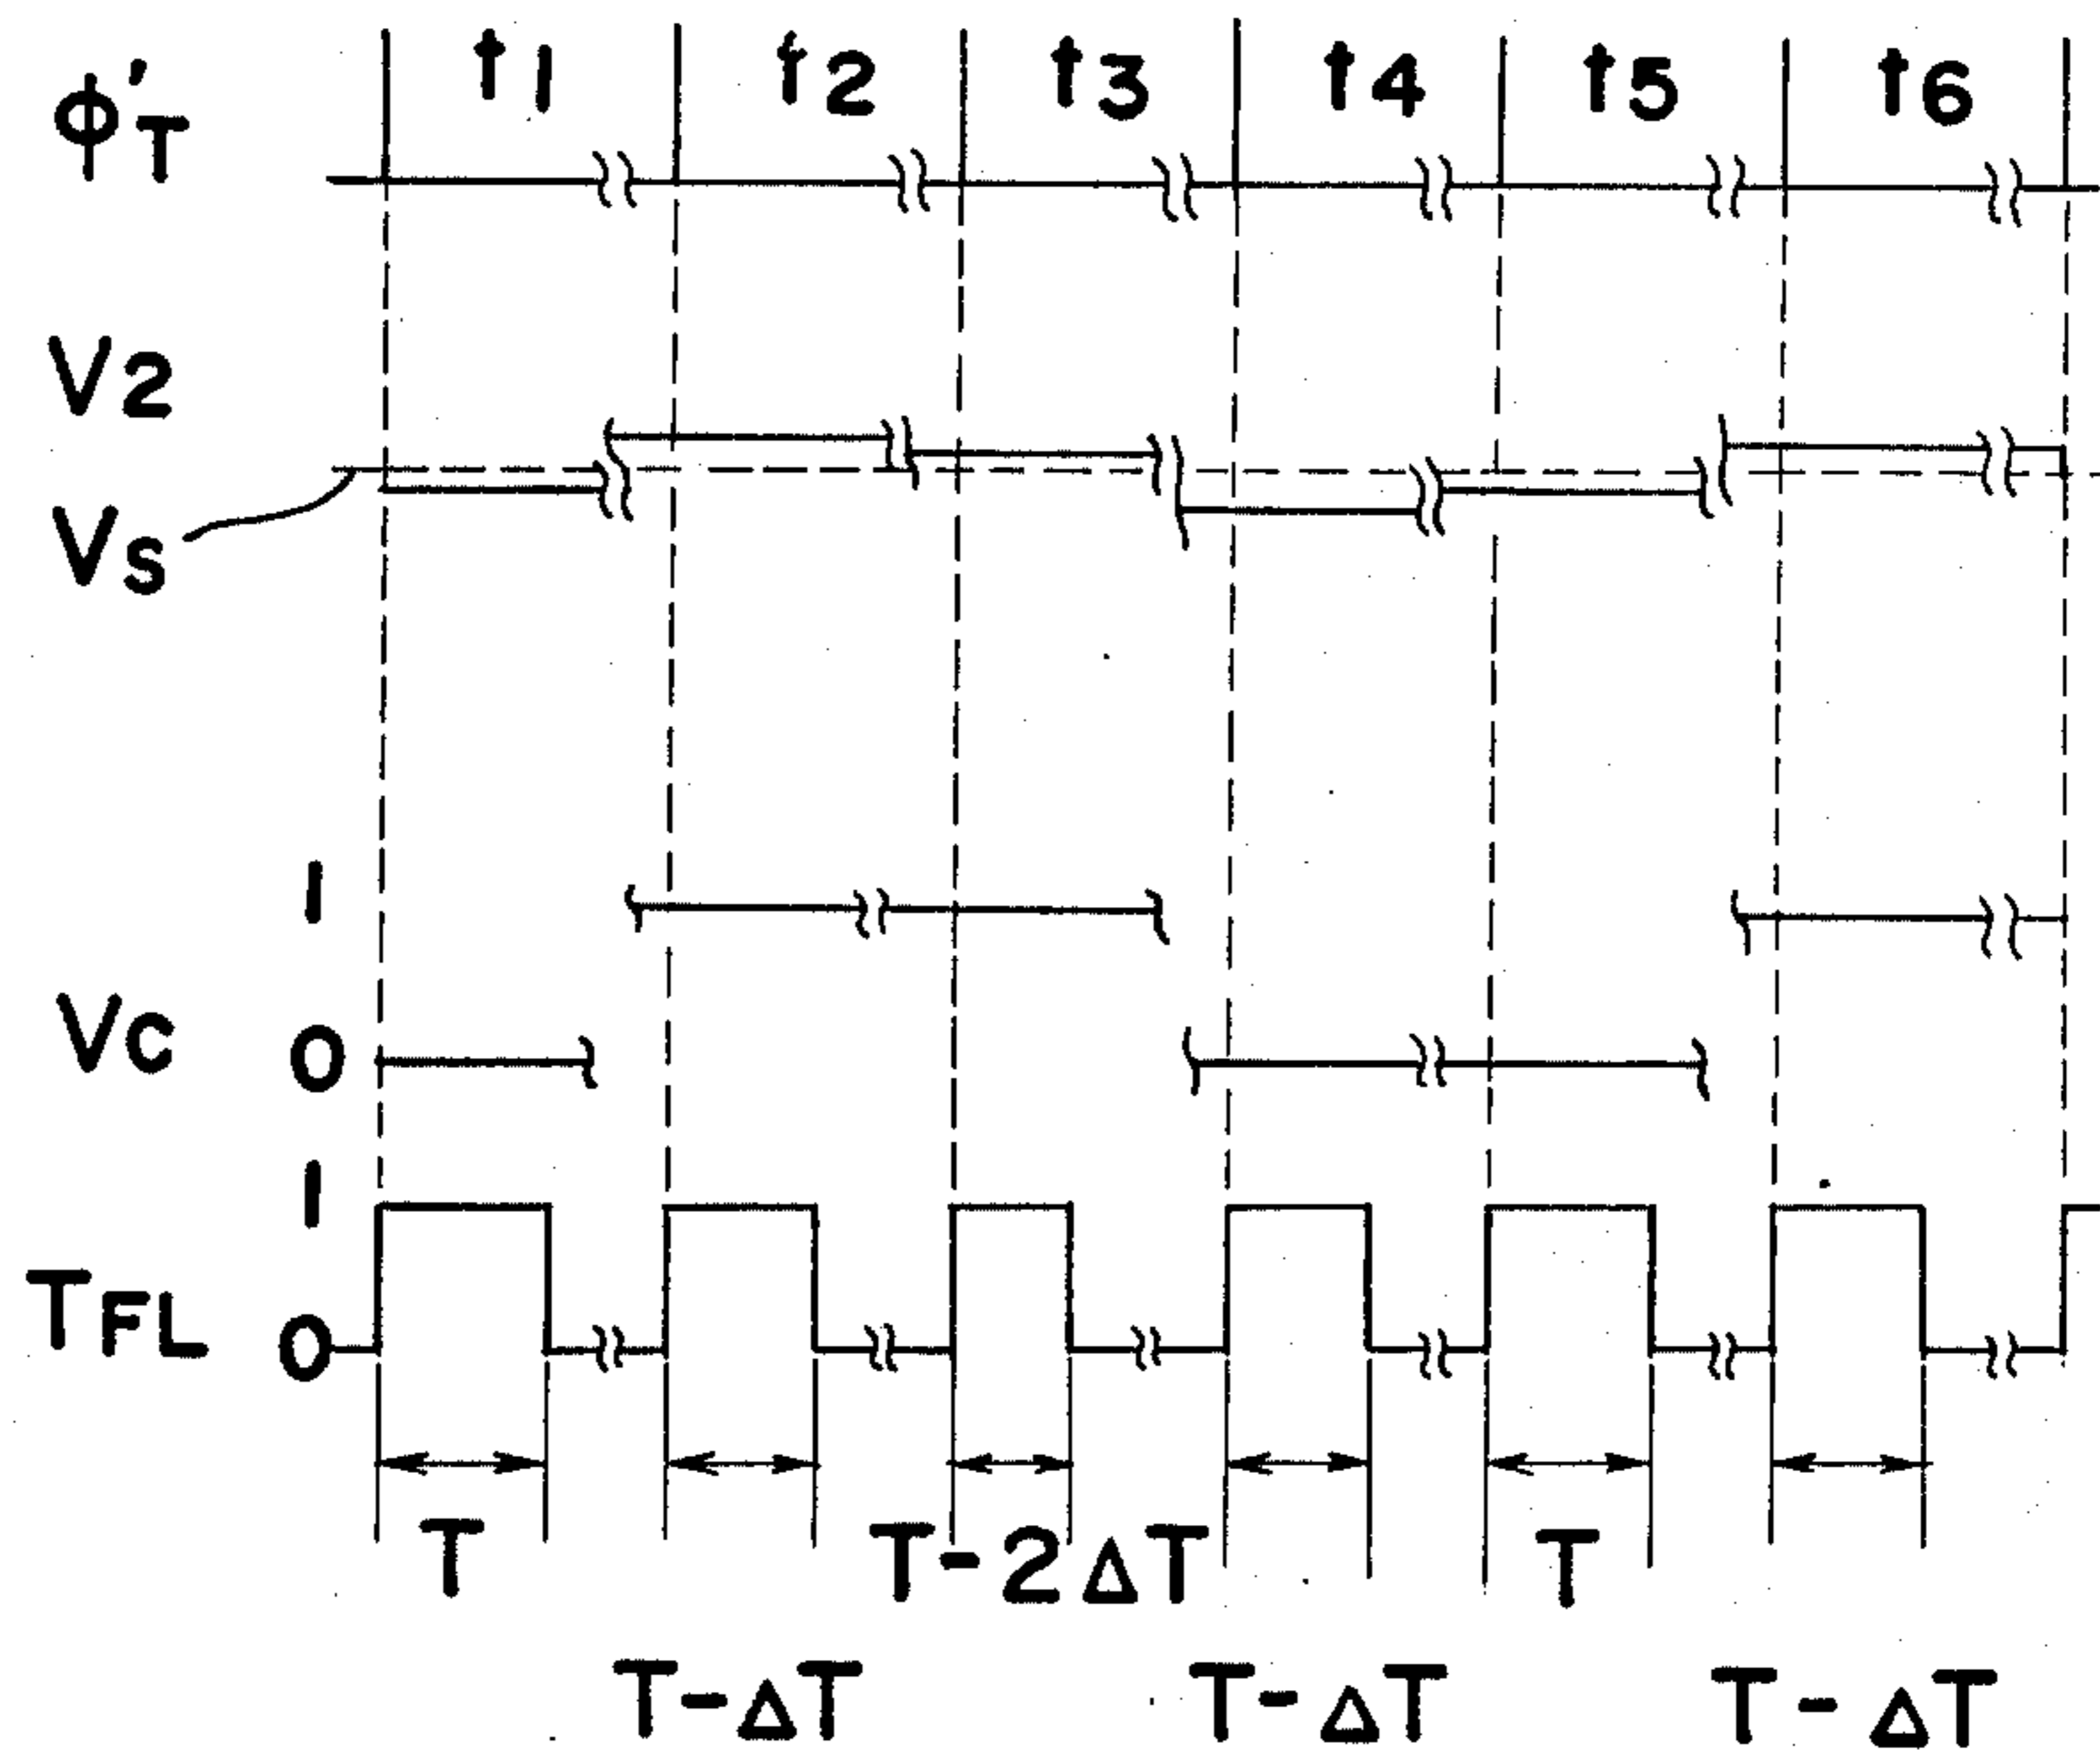 ϕ'T t1 t2 t3 t4 t5 t6
V2
VS
1
VC 0
1
TFL 0
T T-2ΔT T
T-ΔT T-ΔT T-ΔT